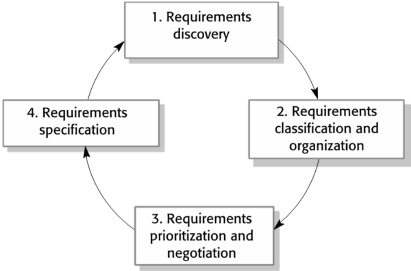 1. Requirements
discovery
2. Requirements
classification and
organization
3. Requirements
prioritization and
negotiation
4. Requirements
specification